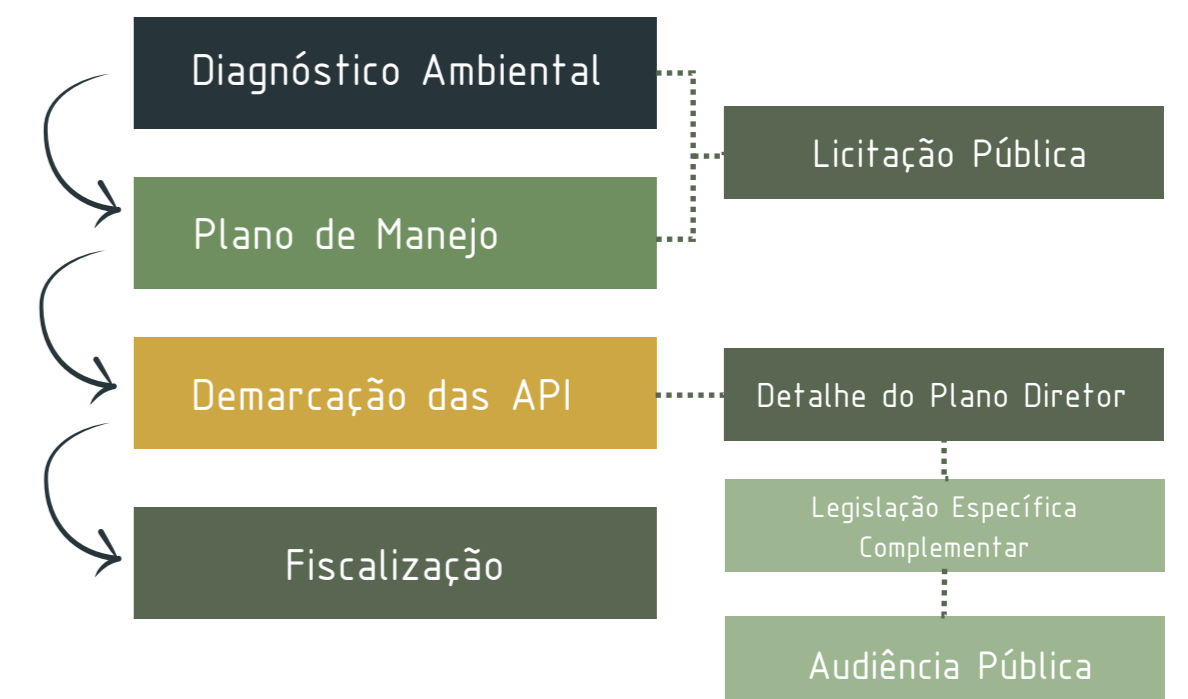 Diagnóstico Ambiental
Licitação Pública
Plano de Manejo
Demarcação das API
Detalhe do Plano Diretor
Legislação Específica
Complementar
Fiscalização
Audiência Pública